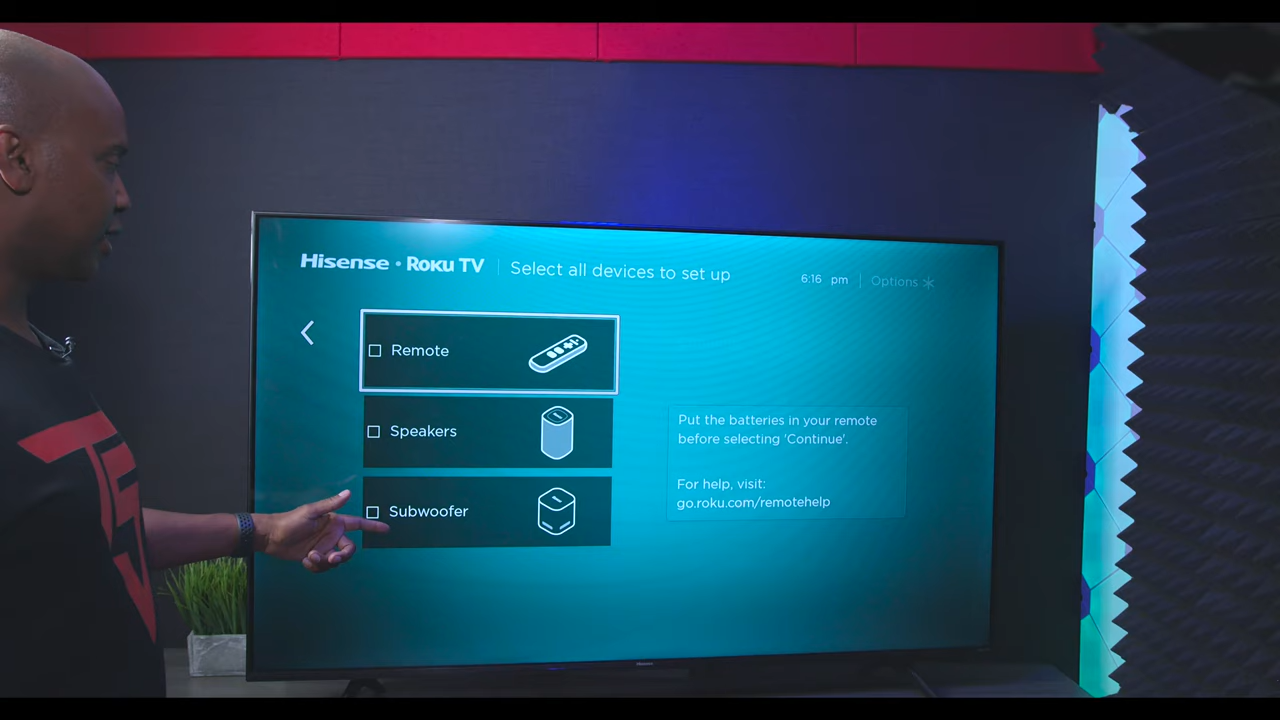 Hisense • Roku TV | Select all devices to set up
6:16 pm | Options
Remote
Speakers
Subwoofer
Put the batteries in your remote
before selecting 'Continue'.
For help, visit:
go.roku.com/remotehelp
Hisense